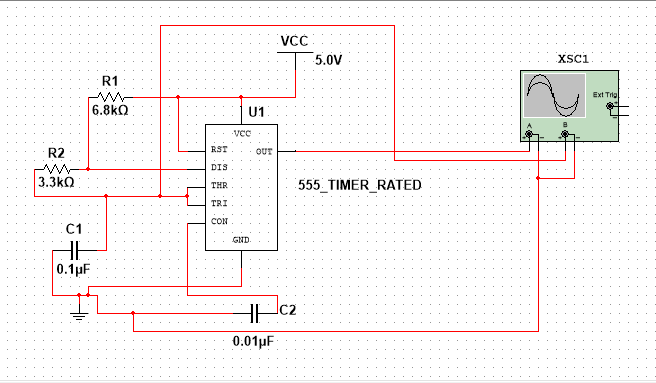 XSC1
VCC
5.0V
Ext Trig
R1
6.8kΩ
U1
A
B
VCC
RST
OUT
DIS
R2
3.3kΩ
THR
555_TIMER_RATED
TRI
CON
C1
GND
0.1µF
C2
0.01µF